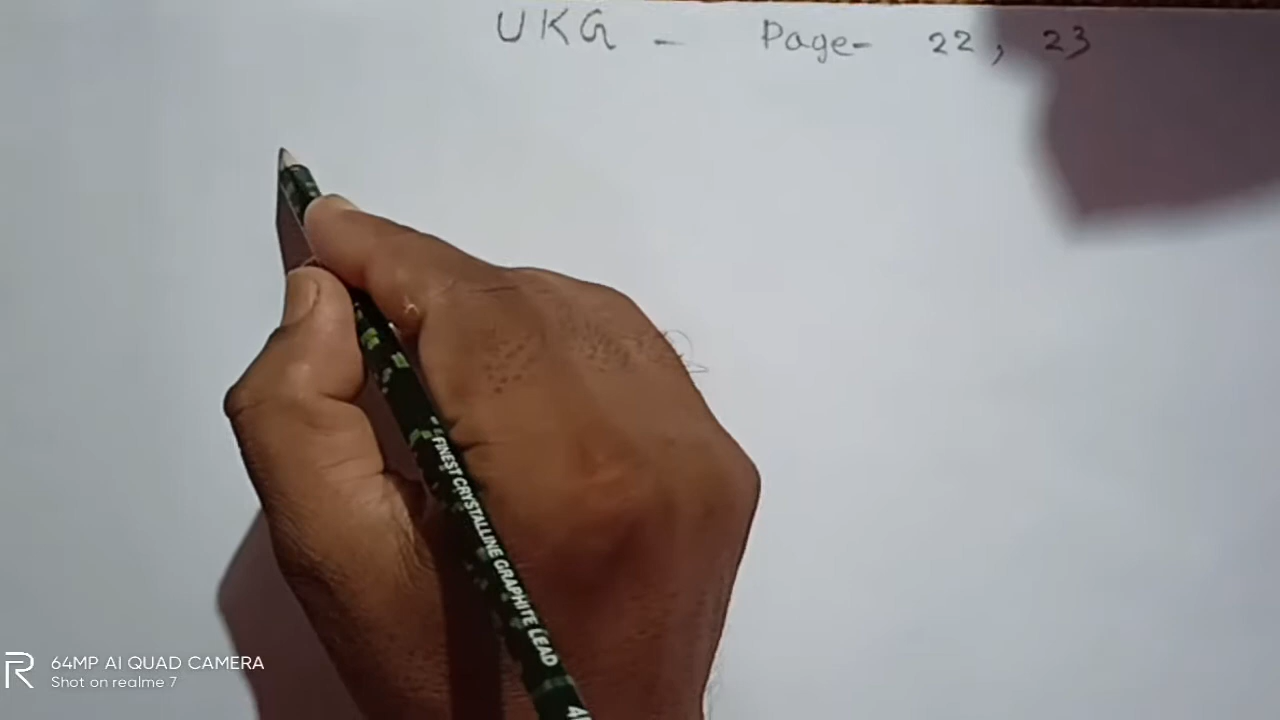 UKG - Page- 22, 23
FINEST CRYSTALLINE GRAPHITE LEAD
64MP AI QUAD CAMERA
Shot on realme 7